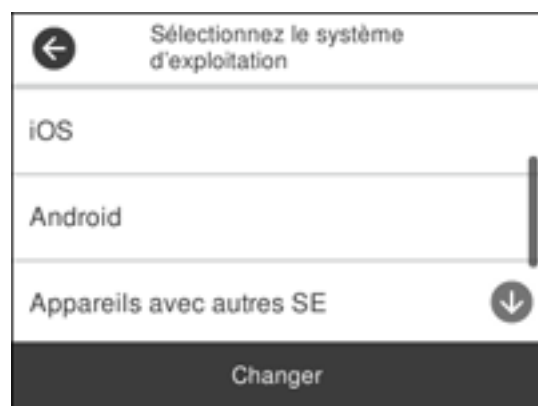 Sélectionnez le système
d'exploitation
iOS
Android
Appareils avec autres SE
Changer